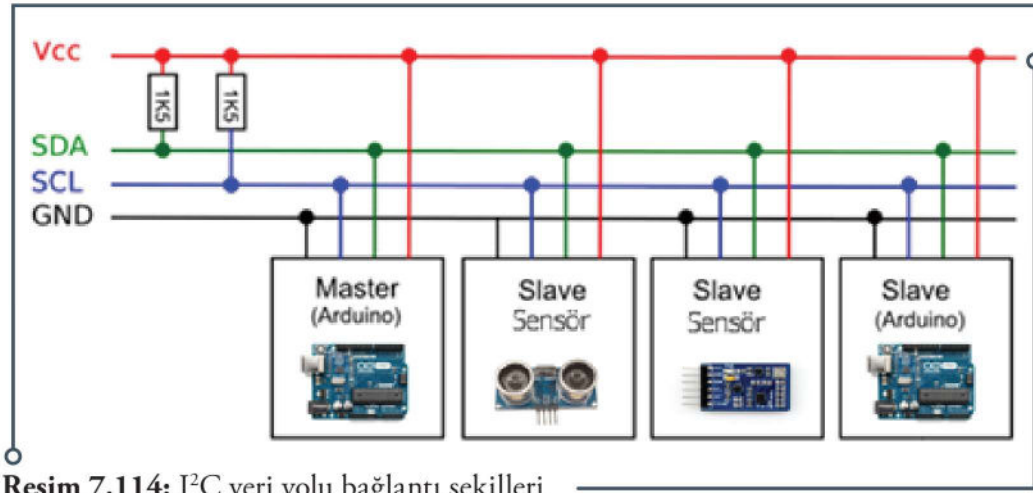 Vcc
1K5 1K5
SDA
SCL
GND
Master Slave Slave Slave
(Arduino) Sensör Sensör (Arduino)
Resim 7.114: I²C veri yolu bağlantı şekilleri